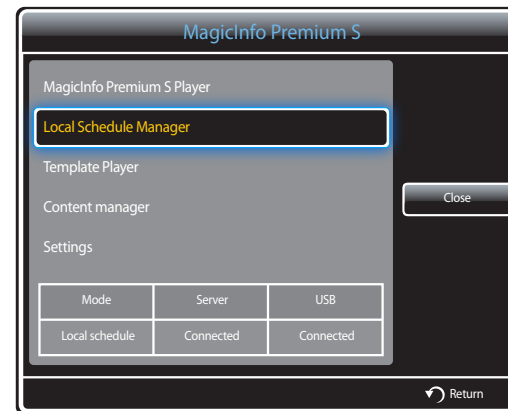 MagicInfo Premium S
MagicInfo Premium S Player
Local Schedule Manager
Template Player
Content manager
Close
Settings
Mode Server USB
Local schedule Connected Connected
Return